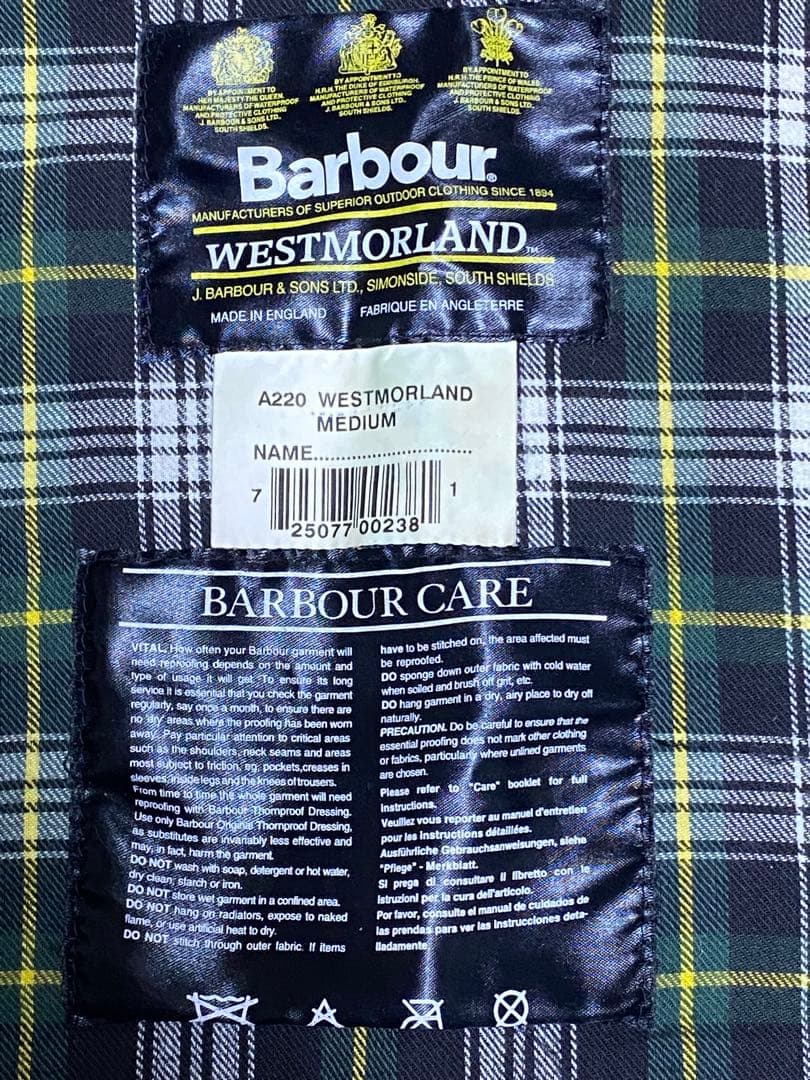 BY APPOINTMENT TO
HER MAJESTY THE QUEEN.
MANUFACTURERS OF WATERPROOF
AND PROTECTIVE CLOTHING
J. BARBOUR & SONS LTD.
SOUTH SHIELDS.
BY APPOINTMENT TO
H.R.H. THE DUKE OF EDINBURGH.
MANUFACTURERS OF WATERPROOF
AND PROTECTIVE CLOTHING
J. BARBOUR & SONS LTD.
SOUTH SHIELDS.
BY APPOINTMENT TO
H.R.H. THE PRINCE OF WALES
MANUFACTURERS OF WATERPROOF
AND PROTECTIVE CLOTHING
J. BARBOUR & SONS LTD.
SOUTH SHIELDS.
Barbour®
MANUFACTURERS OF SUPERIOR OUTDOOR CLOTHING SINCE 1894
WESTMORLAND™
J. BARBOUR & SONS LTD., SIMONSIDE, SOUTH SHIELDS
MADE IN ENGLAND FABRIQUE EN ANGLETERRE
A220 WESTMORLAND
MEDIUM
NAME..........................
7 25077 00238 1
BARBOUR CARE
VITAL. How often your Barbour garment will
need reproofing depends on the amount and
type of usage it will get. To ensure its long
service it is essential that you check the garment
regularly, say once a month, to ensure there are
no 'dry' areas where the proofing has been worn
away. Pay particular attention to critical areas
such as the shoulders, neck seams and areas
most subject to friction, eg. pockets,creases in
sleeves, inside legs and the knees of trousers.
From time to time the whole garment will need
reproofing with Barbour Thornproof Dressing.
Use only Barbour Original Thornproof Dressing,
as substitutes are invariably less effective and
may, in fact, harm the garment.
DO NOT wash with soap, detergent or hot water,
dry clean, starch or iron.
DO NOT store wet garment in a confined area.
DO NOT hang on radiators, expose to naked
flame, or use artificial heat to dry.
DO NOT stitch through outer fabric. If items
have to be stitched on, the area affected must
be reproofed.
DO sponge down outer fabric with cold water
when soiled and brush off grit, etc.
DO hang garment in a dry, airy place to dry off
naturally.
PRECAUTION. Do be careful to ensure that the
essential proofing does not mark other clothing
or fabrics, particularly where unlined garments
are chosen.
Please refer to "Care" booklet for full
Instructions.
Veuillez vous reporter au manuel d'entretien
pour les Instructions détaillées.
Ausführliche Gebrauchsanweisungen, siehe
"Pflege" - Merkblatt.
Si prega di consultare il libretto con le
Istruzioni per la cura dell'articolo.
Por favor, consulte el manual de cuidados de
las prendas para ver las Instrucciones deta-
lladamente.